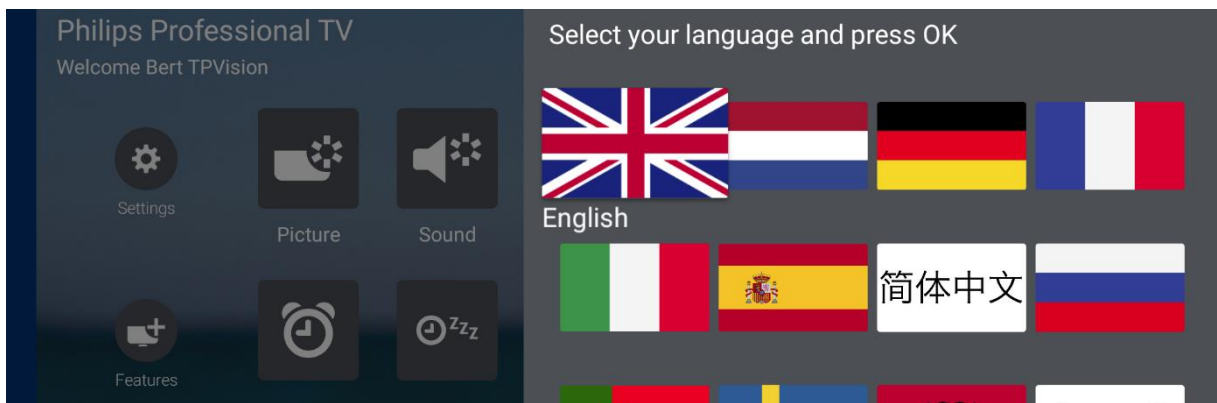 Philips Professional TV
Welcome Bert TPVision
Settings
Picture
Sound
Features
zzz
Select your language and press OK
English
简体中文